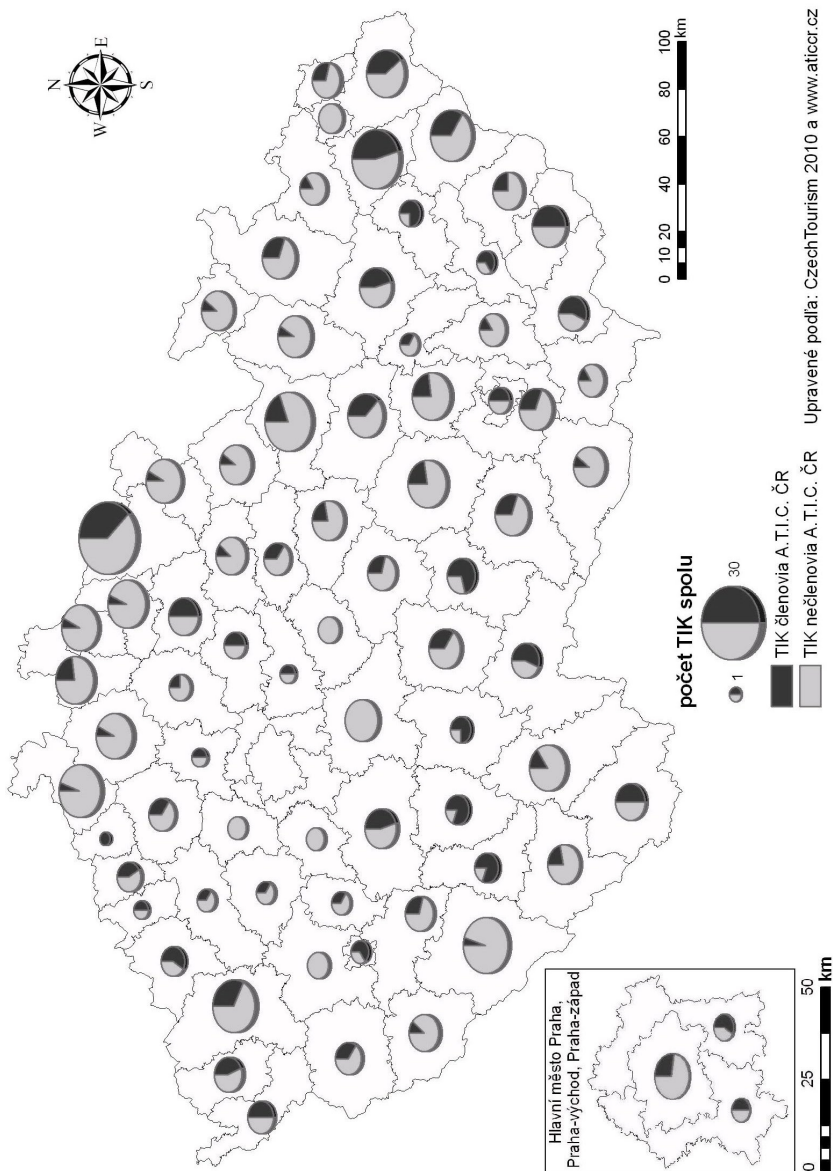 N
W
E
S
Hlavní město Praha,
Praha-východ, Praha-západ
0
25
50
km
počet TIK spolu
1
30
TIK členovia A.T.I.C. ČR
TIK nečlenovia A.T.I.C. ČR
0 10 20 40 60 80 100
km
Upravené podľa: CzechTourism 2010 a www.aticcr.cz